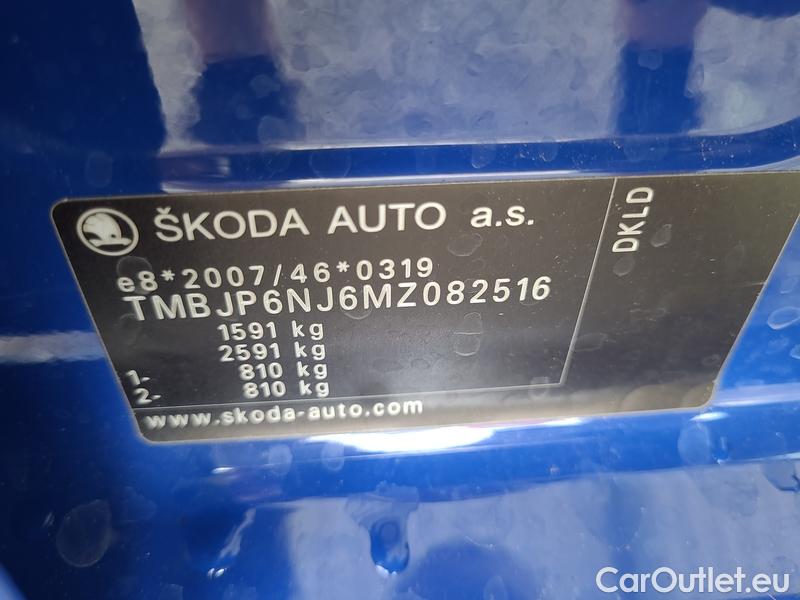 ŠKODA AUTO a.s.
DKLD
e8*2007/46*0319
TMBJP6NJ6MZ082516
1591 kg
2591 kg
1- 810 kg
2- 810 kg
www.skoda-auto.com
CarOutlet.eu